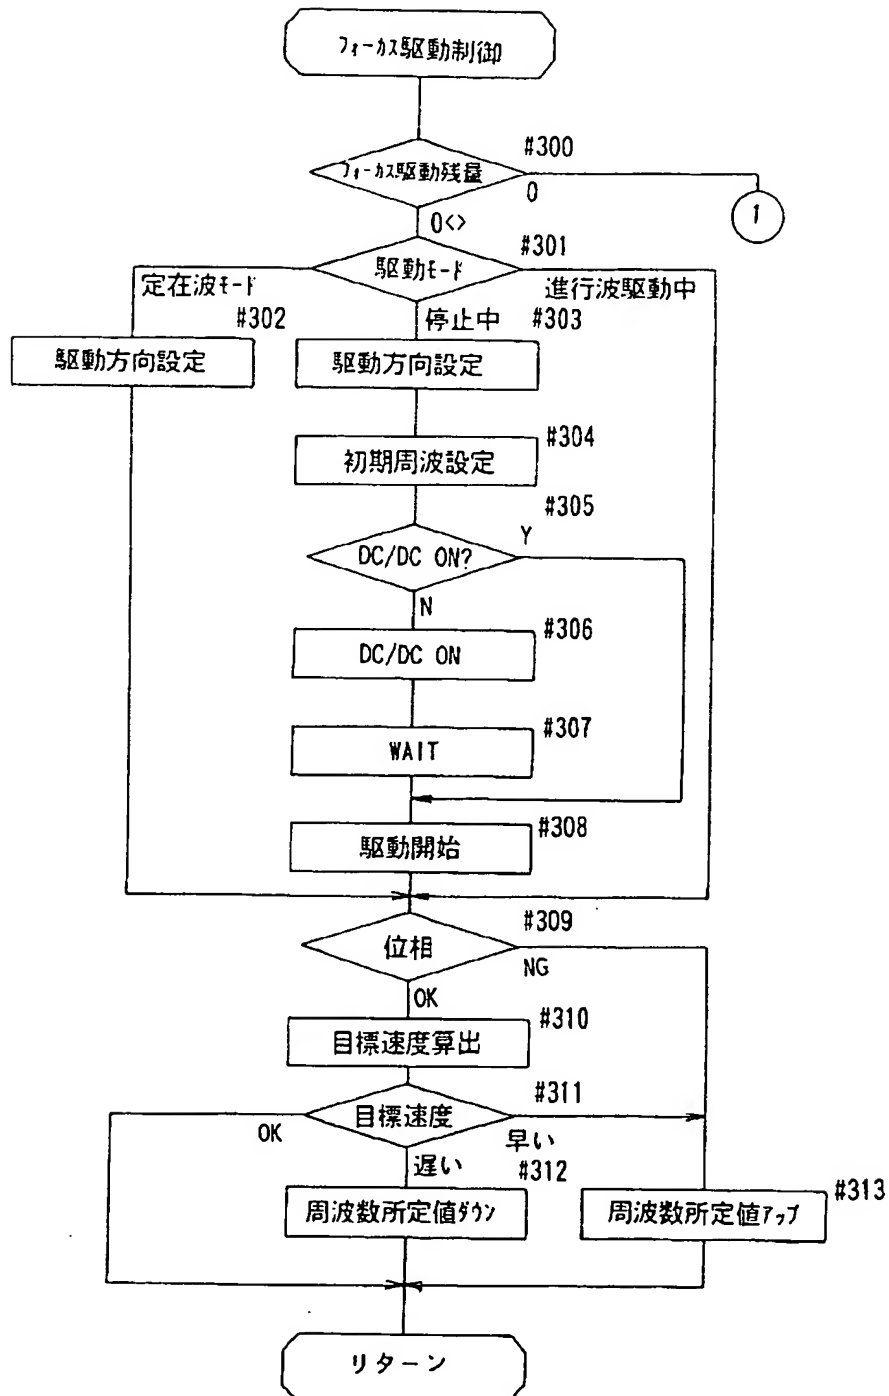 フォーカス駆動制御
#300
フォーカス駆動残量
0
1
0<>
#301
駆動モード
定在波モード
進行波駆動中
#302
停止中
#303
駆動方向設定
駆動方向設定
#304
初期周波設定
#305
Y
DC/DC ON?
N
#306
DC/DC ON
#307
WAIT
#308
駆動開始
#309
位相
NG
OK
#310
目標速度算出
#311
目標速度
OK
早い
遅い
#312
#313
周波数所定値ダウン
周波数所定値アップ
リターン